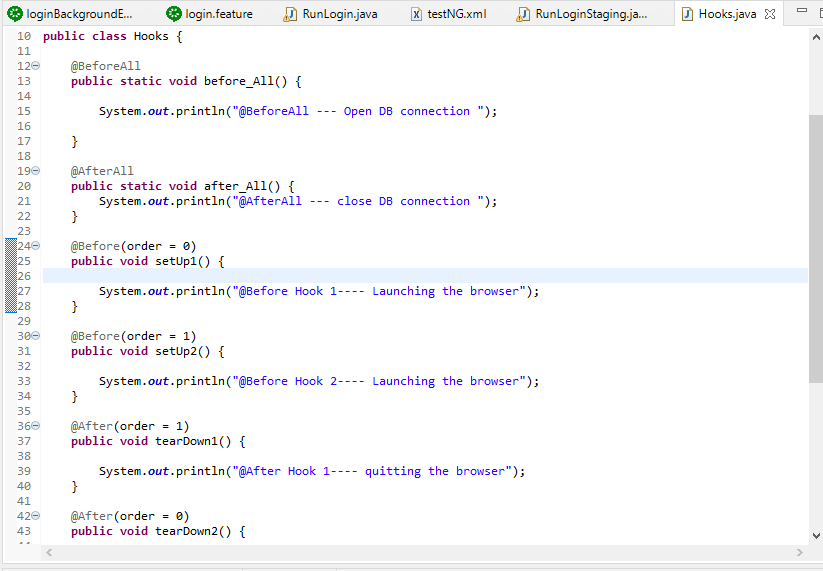 loginBackgroundE... login.feature RunLogin.java testNG.xml RunLoginStaging.ja... Hooks.java
10 public class Hooks {
11
12 @BeforeAll
13 public static void before_All() {
14
15 System.out.println("@BeforeAll --- Open DB connection ");
16
17 }
18
19 @AfterAll
20 public static void after_All() {
21 System.out.println("@AfterAll --- close DB connection ");
22 }
23
24 @Before(order = 0)
25 public void setUp1() {
26
27 System.out.println("@Before Hook 1---- Launching the browser");
28 }
29
30 @Before(order = 1)
31 public void setUp2() {
32
33 System.out.println("@Before Hook 2---- Launching the browser");
34 }
35
36 @After(order = 1)
37 public void tearDown1() {
38
39 System.out.println("@After Hook 1---- quitting the browser");
40 }
41
42 @After(order = 0)
43 public void tearDown2() {